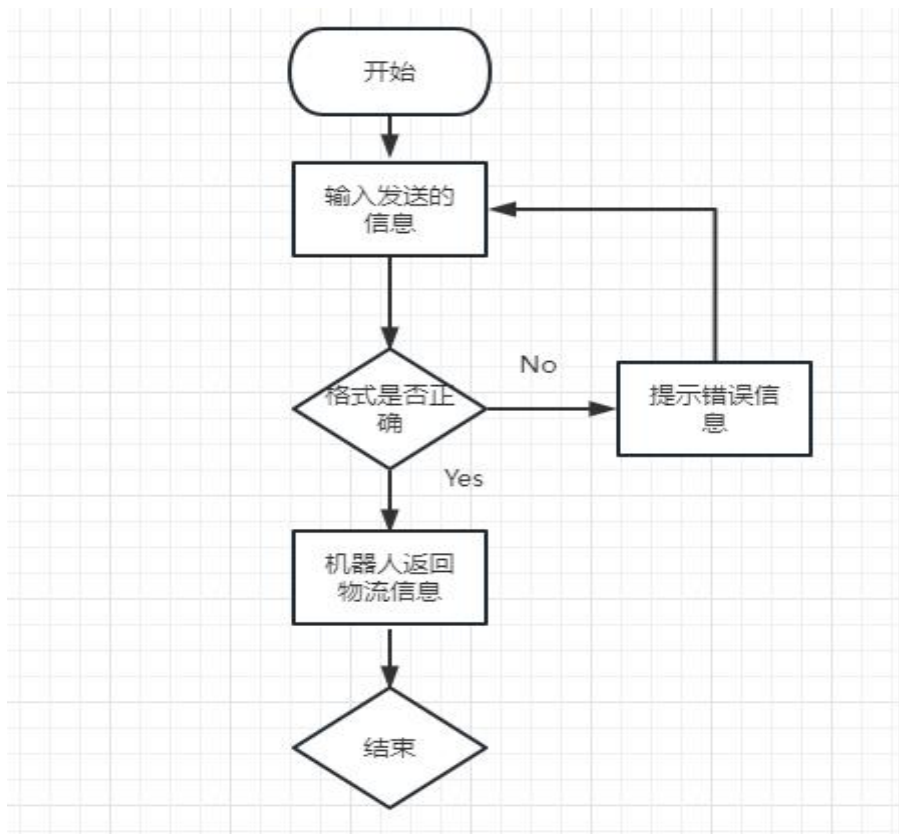 开始
输入发送的
信息
格式是否正
确
No
提示错误信
息
Yes
机器人返回
物流信息
结束